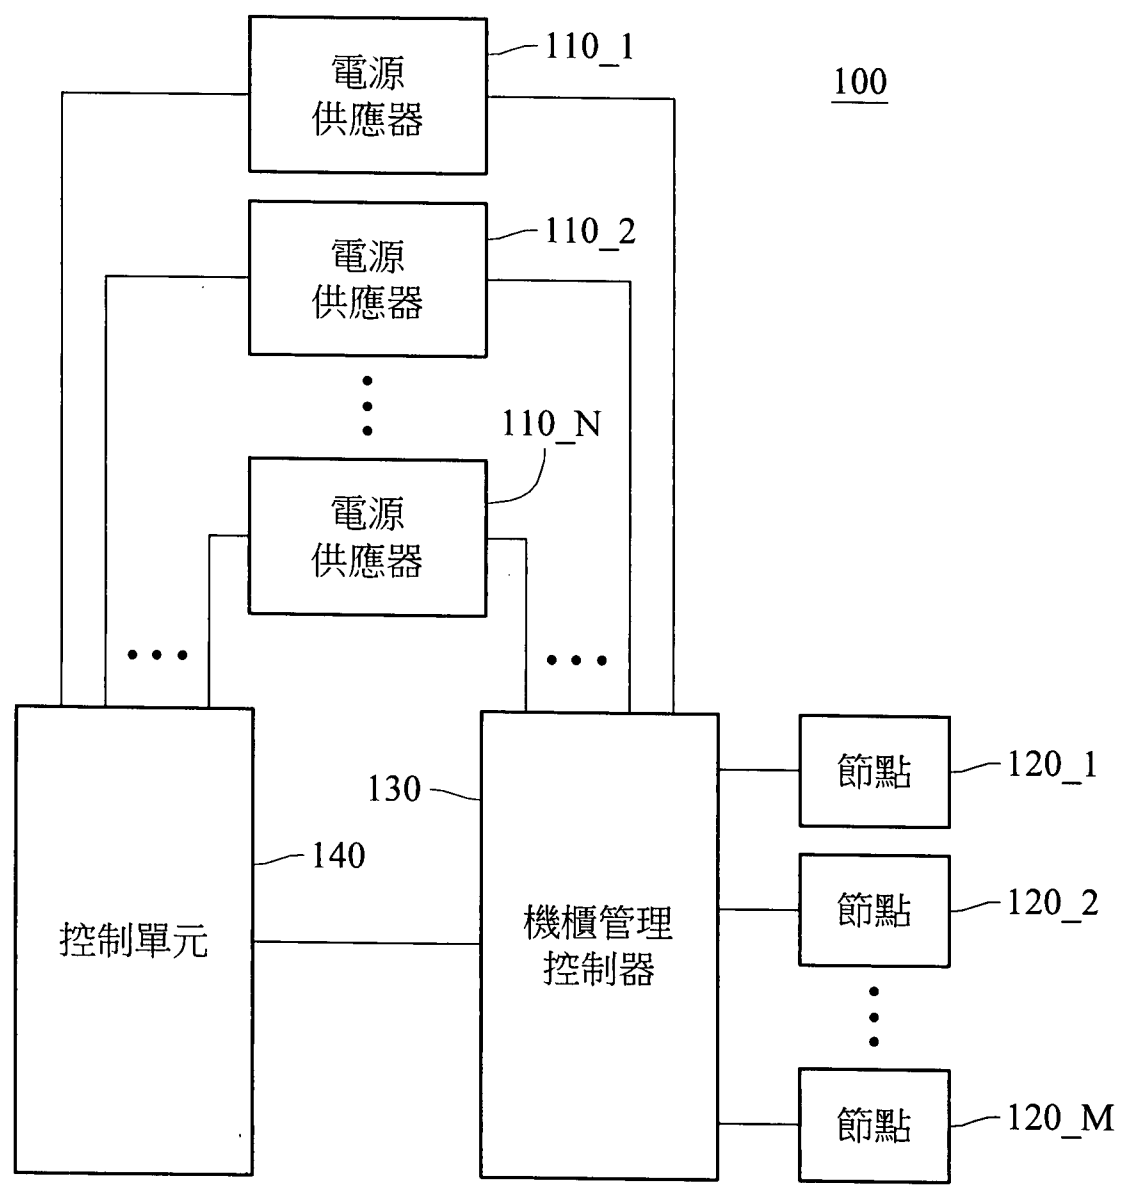 110_1
100
電源
供應器
110_2
電源
供應器
110_N
電源
供應器
節點
120_1
130
140
節點
120_2
機櫃管理
控制器
控制單元
節點
120_M